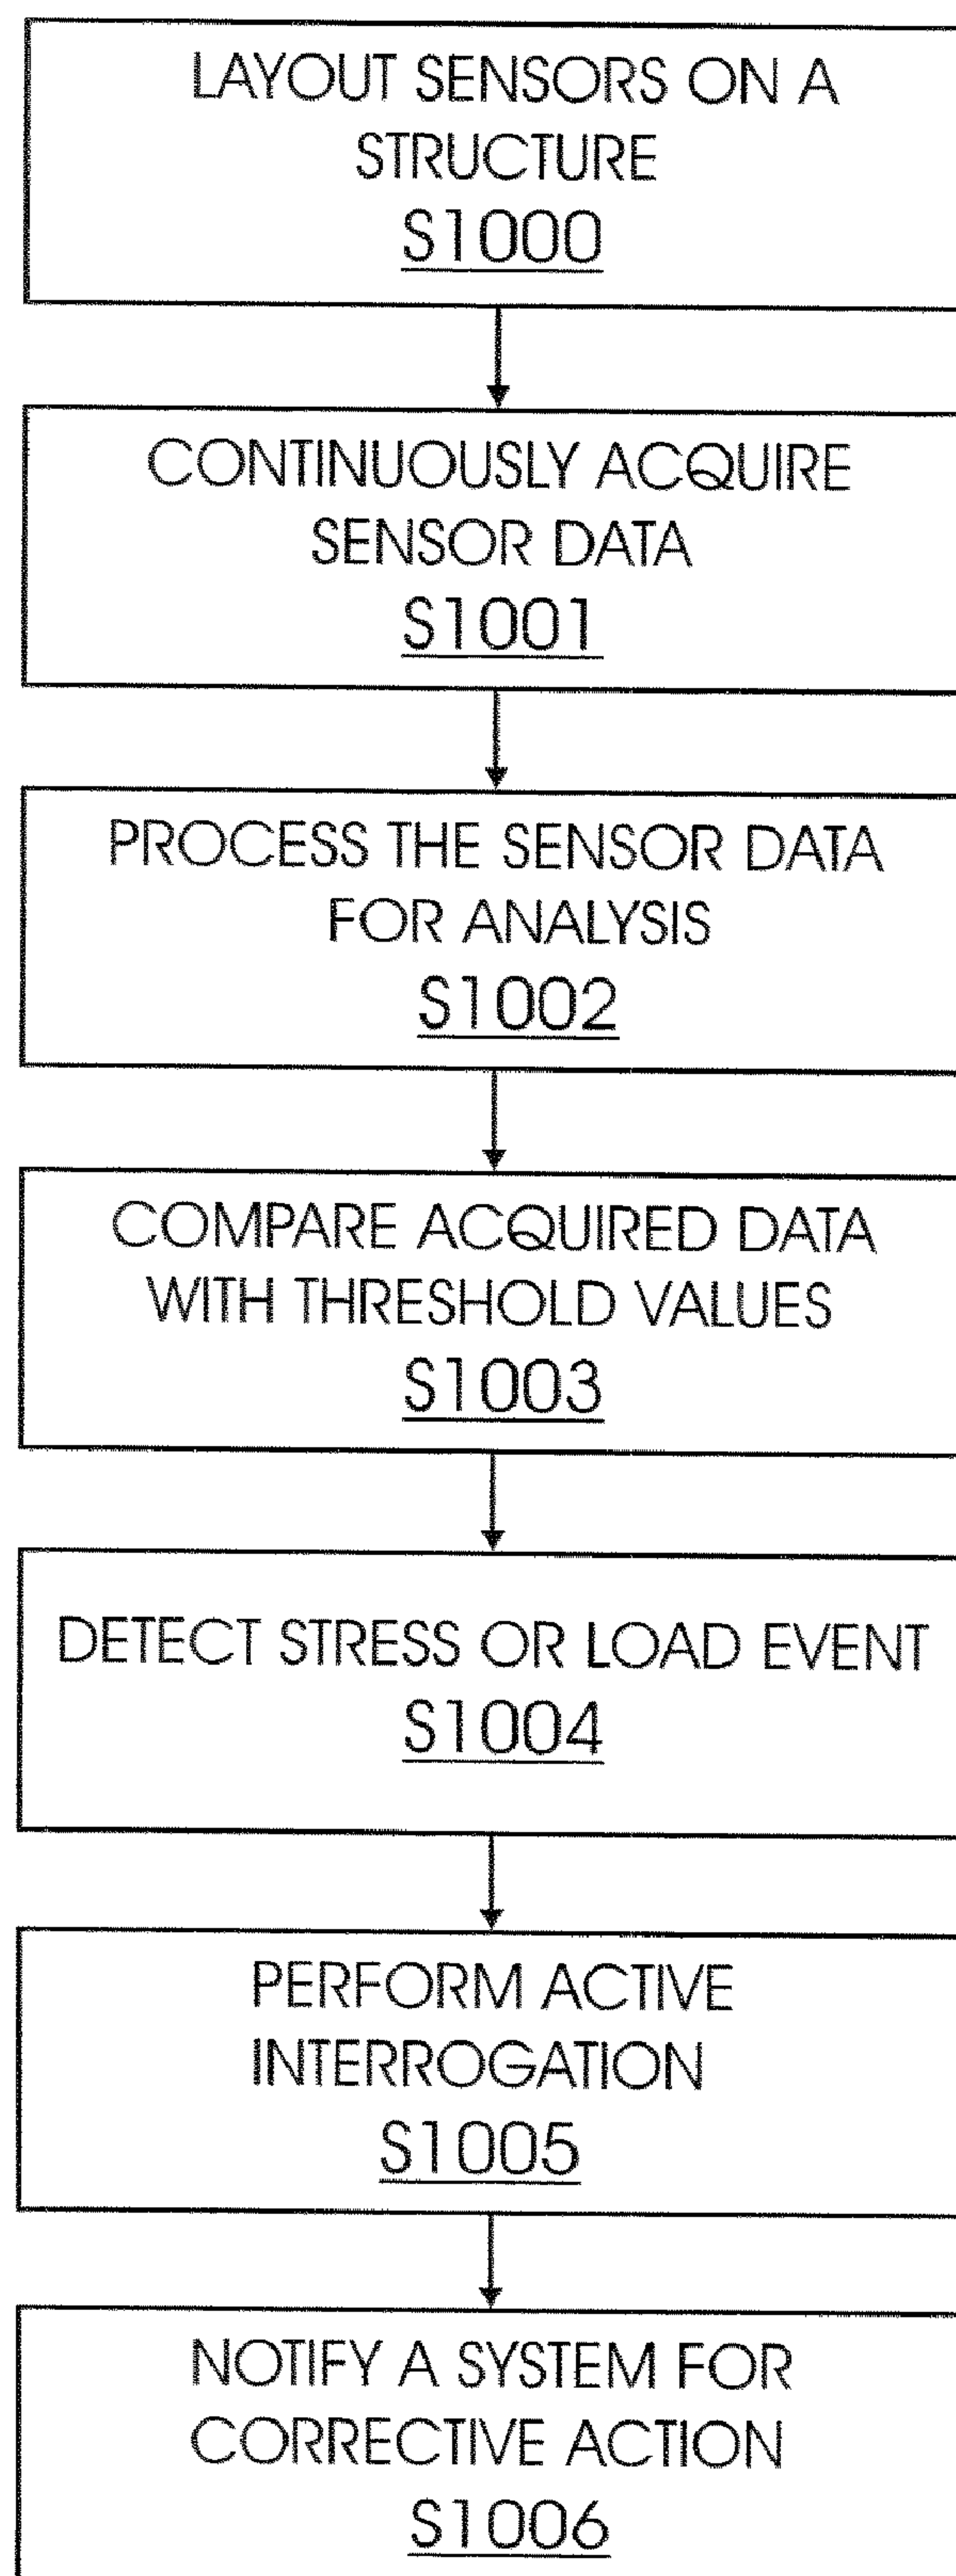 LAYOUT SENSORS ON A
STRUCTURE
S1000
CONTINUOUSLY ACQUIRE
SENSOR DATA
S1001
PROCESS THE SENSOR DATA
FOR ANALYSIS
S1002
COMPARE ACQUIRED DATA
WITH THRESHOLD VALUES
S1003
DETECT STRESS OR LOAD EVENT
S1004
PERFORM ACTIVE
INTERROGATION
S1005
NOTIFY A SYSTEM FOR
CORRECTIVE ACTION
S1006